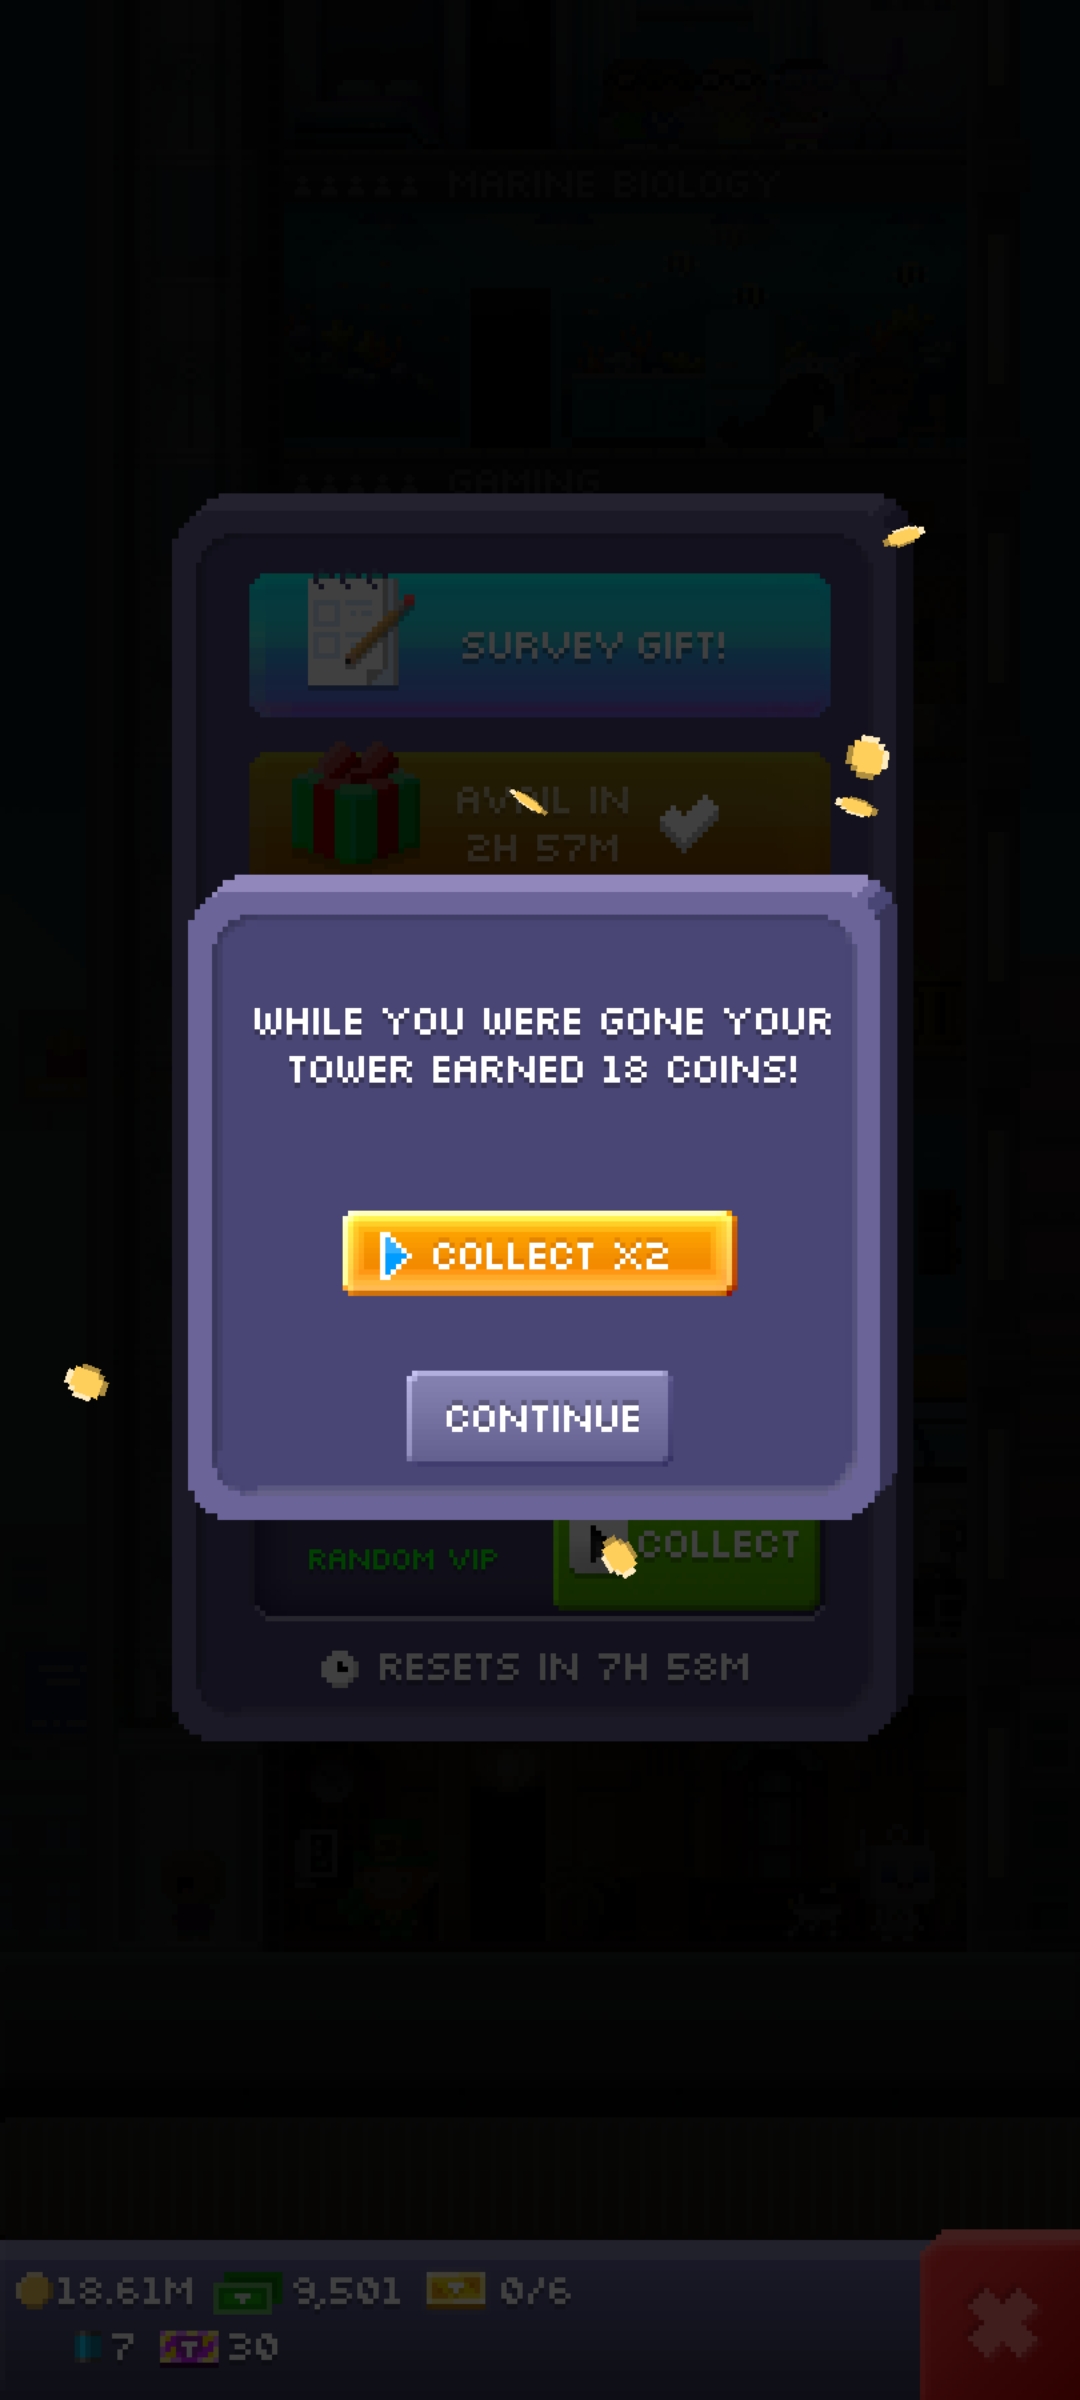 MARINE BIOLOGY
GAMING
SURVEY GIFT!
AVAIL IN
2H 57M
WHILE YOU WERE GONE YOUR
TOWER EARNED 18 COINS!
COLLECT X2
CONTINUE
RANDOM VIP
COLLECT
RESETS IN 7H 58M
18.61M 9,501 0/6
7 30